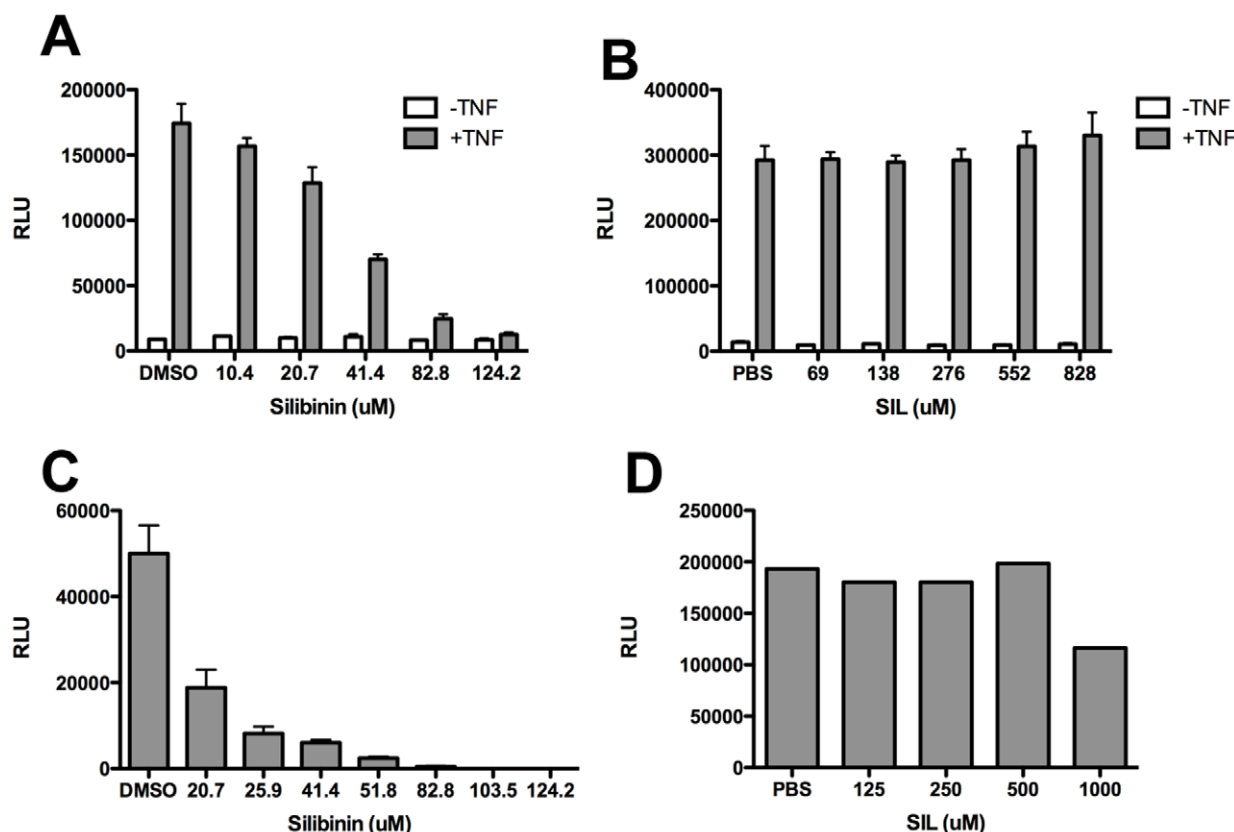 A
200000
150000
100000
50000
0
RLU
-TNF
+TNF
DMSO 10.4 20.7 41.4 82.8 124.2
Silibinin (uM)
B
400000
300000
200000
100000
0
RLU
-TNF
+TNF
PBS 69 138 276 552 828
SIL (uM)
C
60000
40000
20000
0
RLU
DMSO 20.7 25.9 41.4 51.8 82.8 103.5 124.2
Silibinin (uM)
D
250000
200000
150000
100000
50000
0
RLU
PBS 125 250 500 1000
SIL (uM)